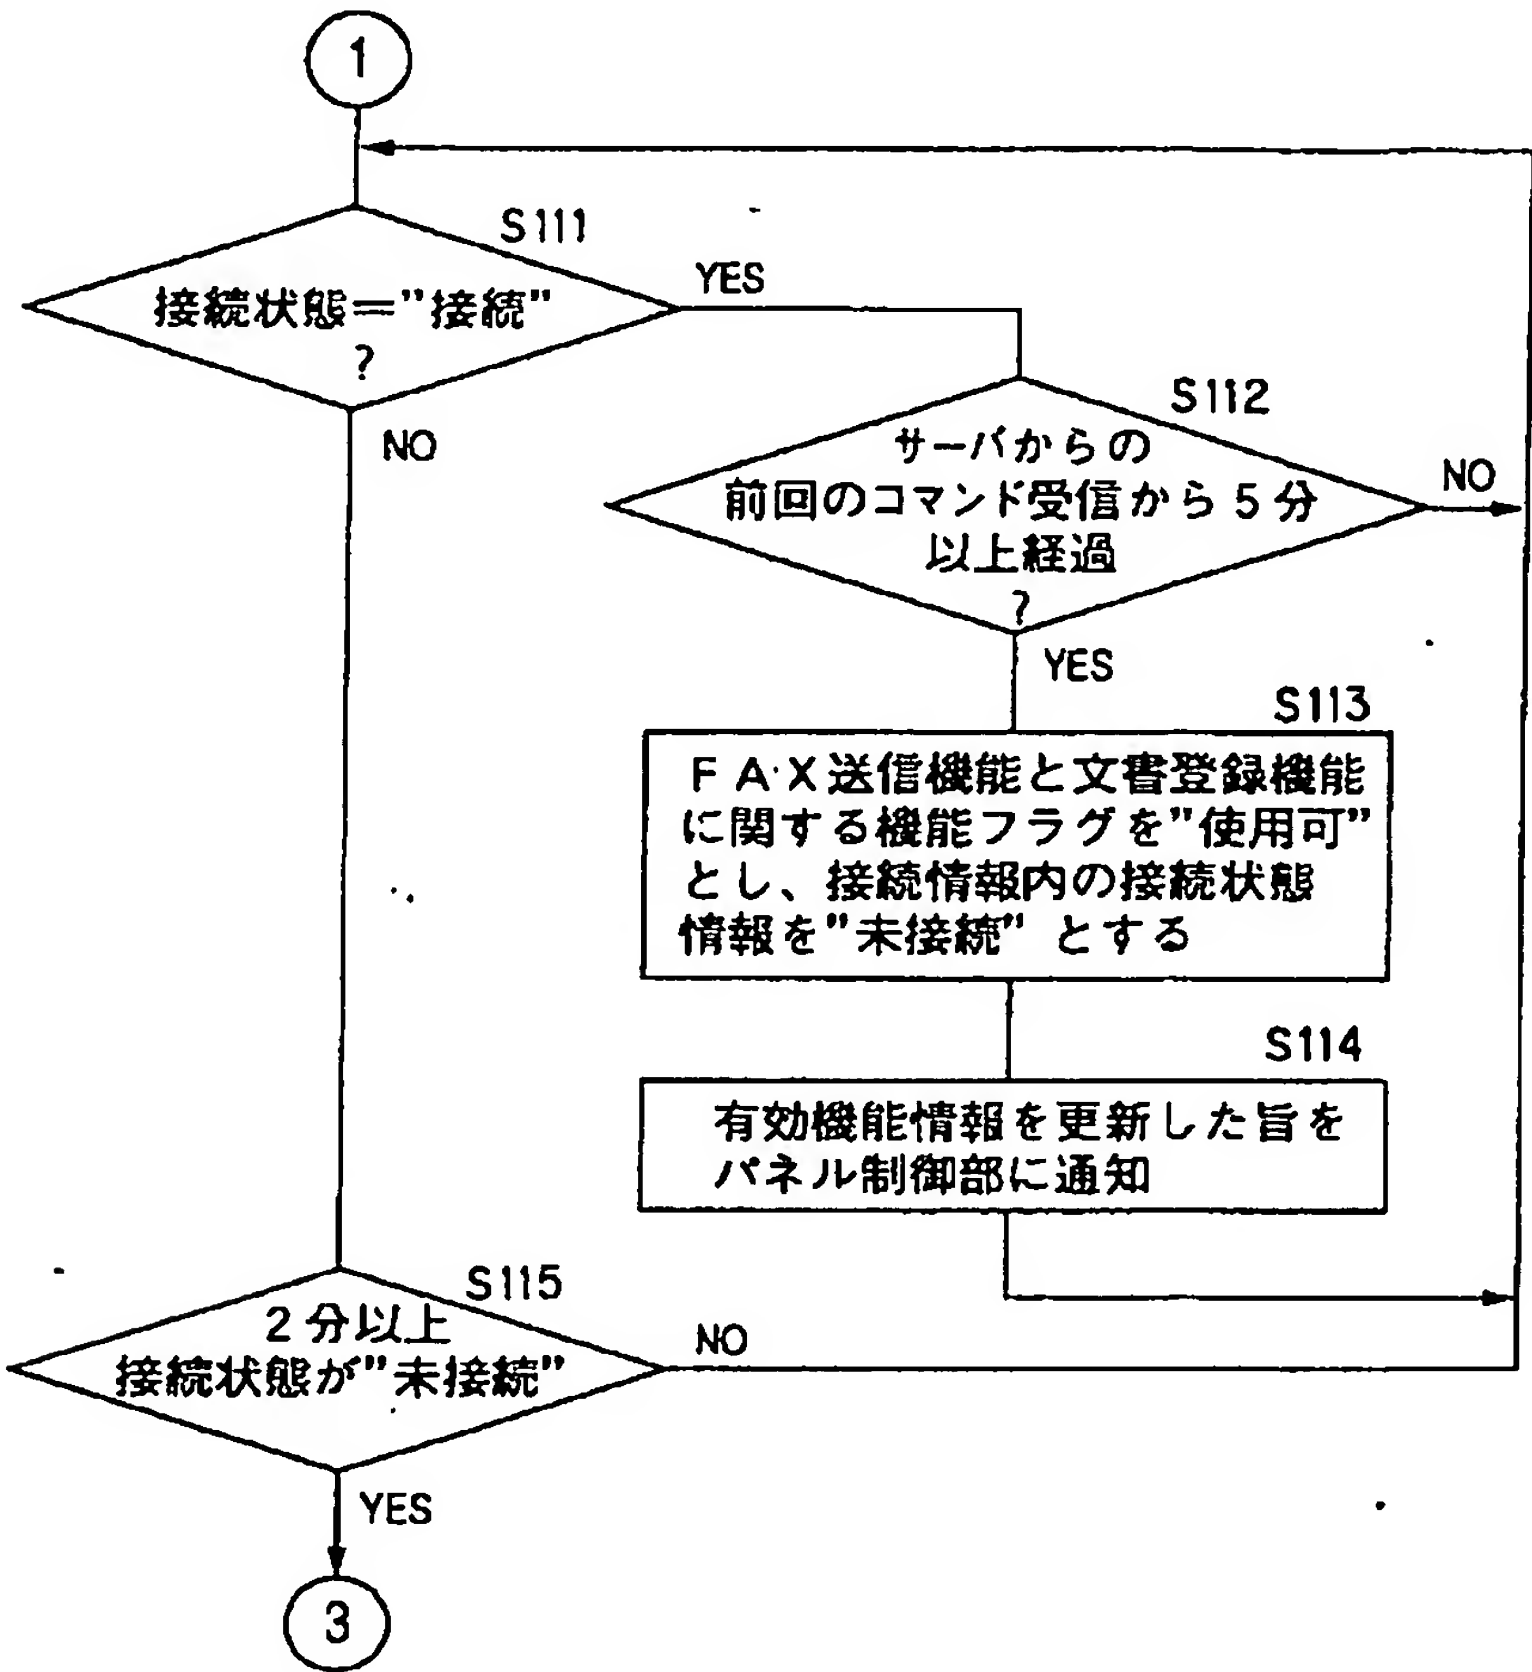 1
S111
接続状態=”接続”
?
YES
NO
S112
サーバからの
前回のコマンド受信から5分
以上経過
?
NO
YES
S113
FAX送信機能と文書登録機能
に関する機能フラグを”使用可”
とし、接続情報内の接続状態
情報を”未接続”とする
S114
有効機能情報を更新した旨を
パネル制御部に通知
S115
2分以上
接続状態が”未接続”
NO
YES
3